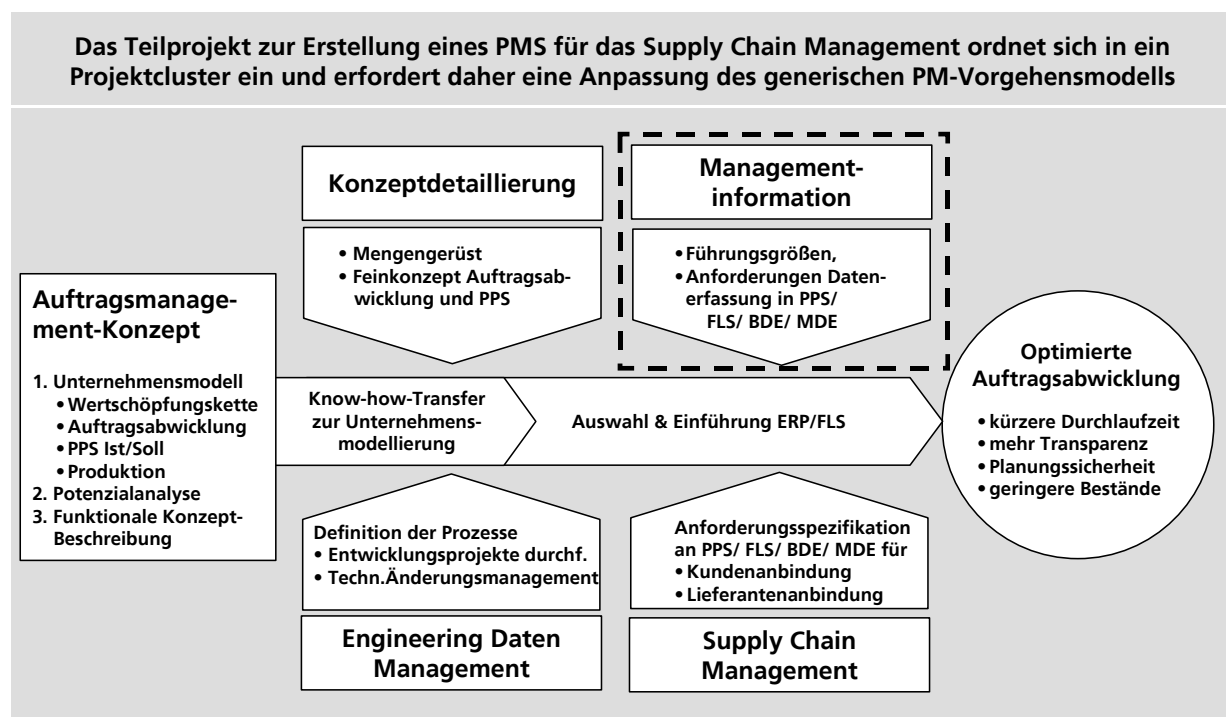 Das Teilprojekt zur Erstellung eines PMS für das Supply Chain Management ordnet sich in ein
Projektcluster ein und erfordert daher eine Anpassung des generischen PM-Vorgehensmodells
Auftragsmanage-
ment-Konzept
1. Unternehmensmodell
• Wertschöpfungskette
• Auftragsabwicklung
• PPS Ist/Soll
• Produktion
2. Potenzialanalyse
3. Funktionale Konzept-
Beschreibung
Konzeptdetaillierung
• Mengengerüst
• Feinkonzept Auftragsab-
wicklung und PPS
Management-
information
• Führungsgrößen,
• Anforderungen Daten-
erfassung in PPS/
FLS/ BDE/ MDE
Know-how-Transfer
zur Unternehmens-
modellierung
Auswahl & Einführung ERP/FLS
Definition der Prozesse
• Entwicklungsprojekte durchf.
• Techn.Änderungsmanagement
Engineering Daten
Management
Anforderungsspezifikation
an PPS/ FLS/ BDE/ MDE für
• Kundenanbindung
• Lieferantenanbindung
Supply Chain
Management
Optimierte
Auftragsabwicklung
• kürzere Durchlaufzeit
• mehr Transparenz
• Planungssicherheit
• geringere Bestände